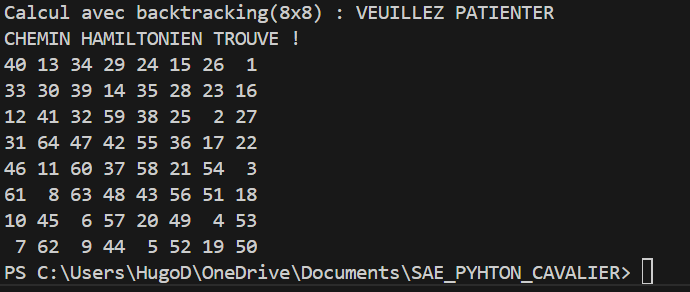 Calcul avec backtracking(8x8) : VEUILLEZ PATIENTER
CHEMIN HAMILTONIEN TROUVE !
40 13 34 29 24 15 26  1
33 30 39 14 35 28 23 16
12 41 32 59 38 25  2 27
31 64 47 42 55 36 17 22
46 11 60 37 58 21 54  3
61  8 63 48 43 56 51 18
10 45  6 57 20 49  4 53
 7 62  9 44  5 52 19 50
PS C:\Users\HugoD\OneDrive\Documents\SAE_PYHTON_CAVALIER>